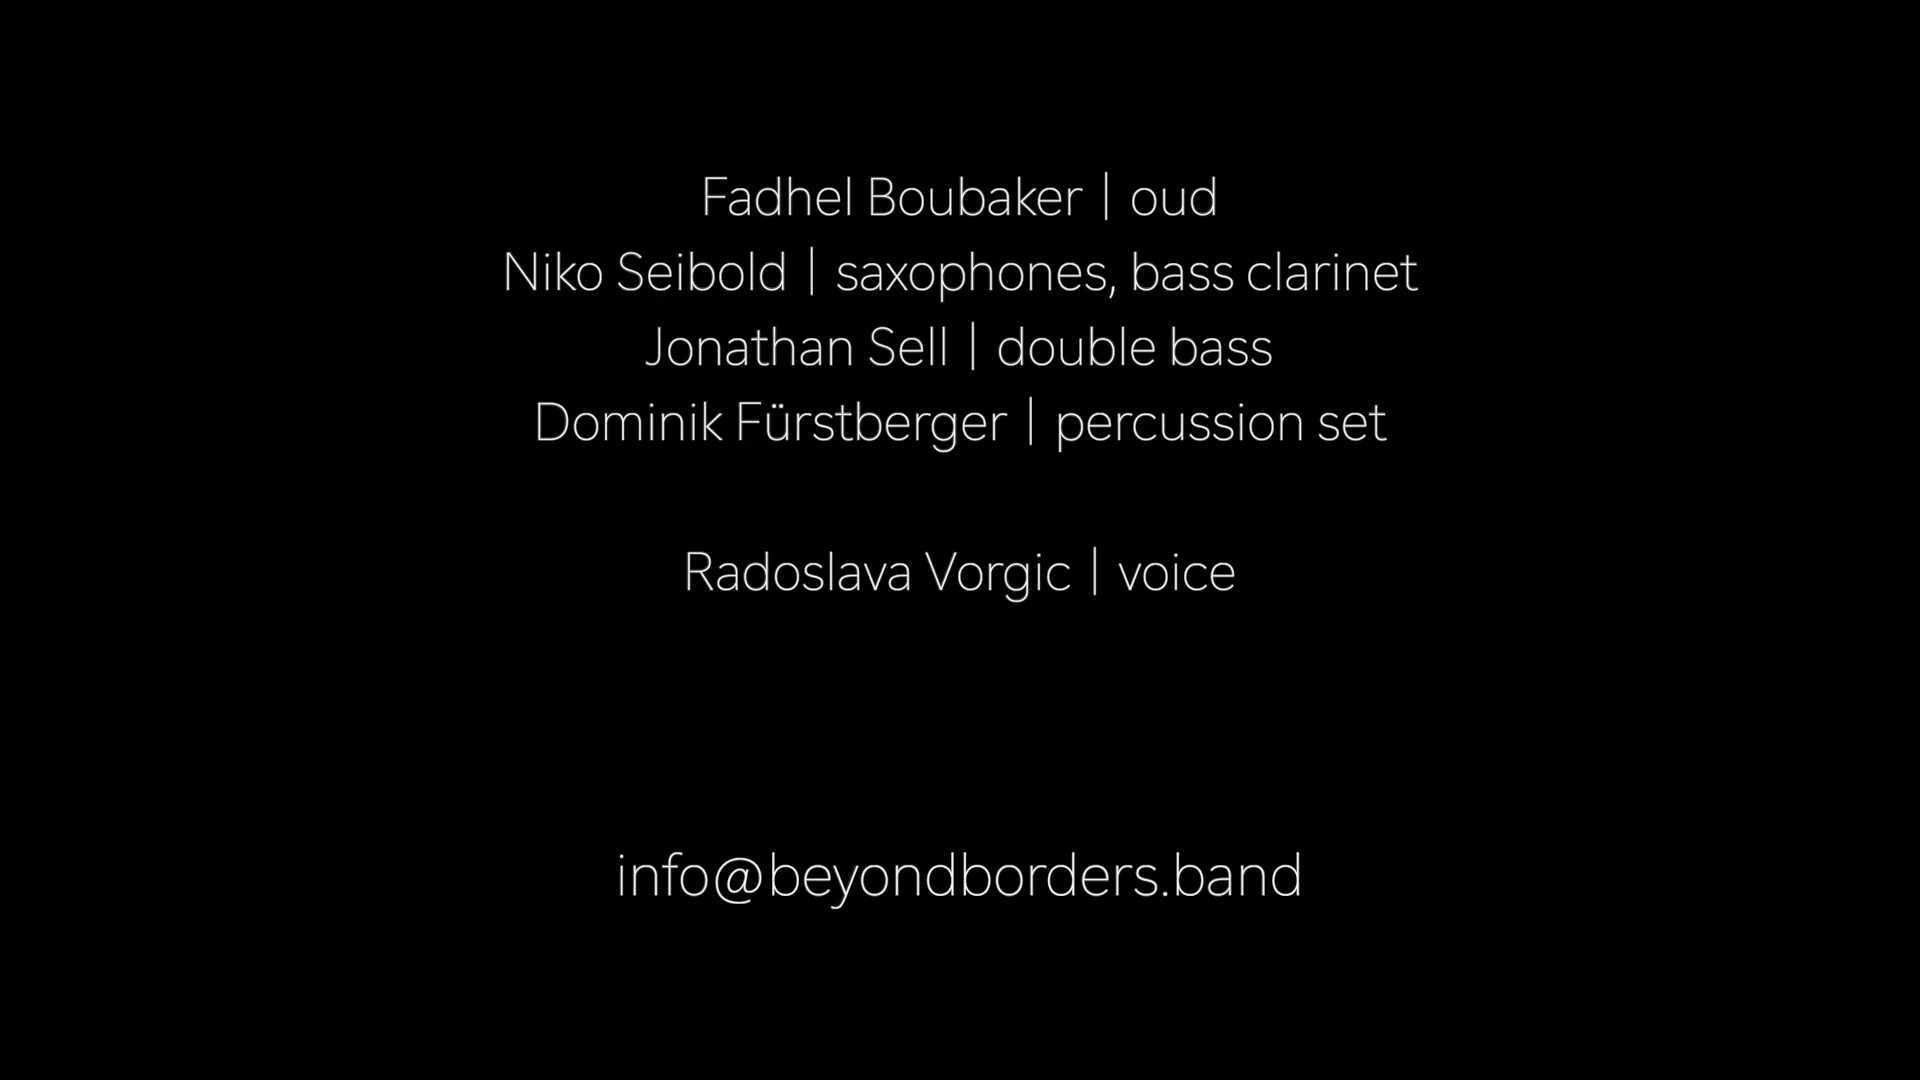 Fadhel Boubaker | oud
Niko Seibold | saxophones, bass clarinet
Jonathan Sell | double bass
Dominik Fürstberger | percussion set
Radoslava Vorgic | voice
info@beyondborders.band